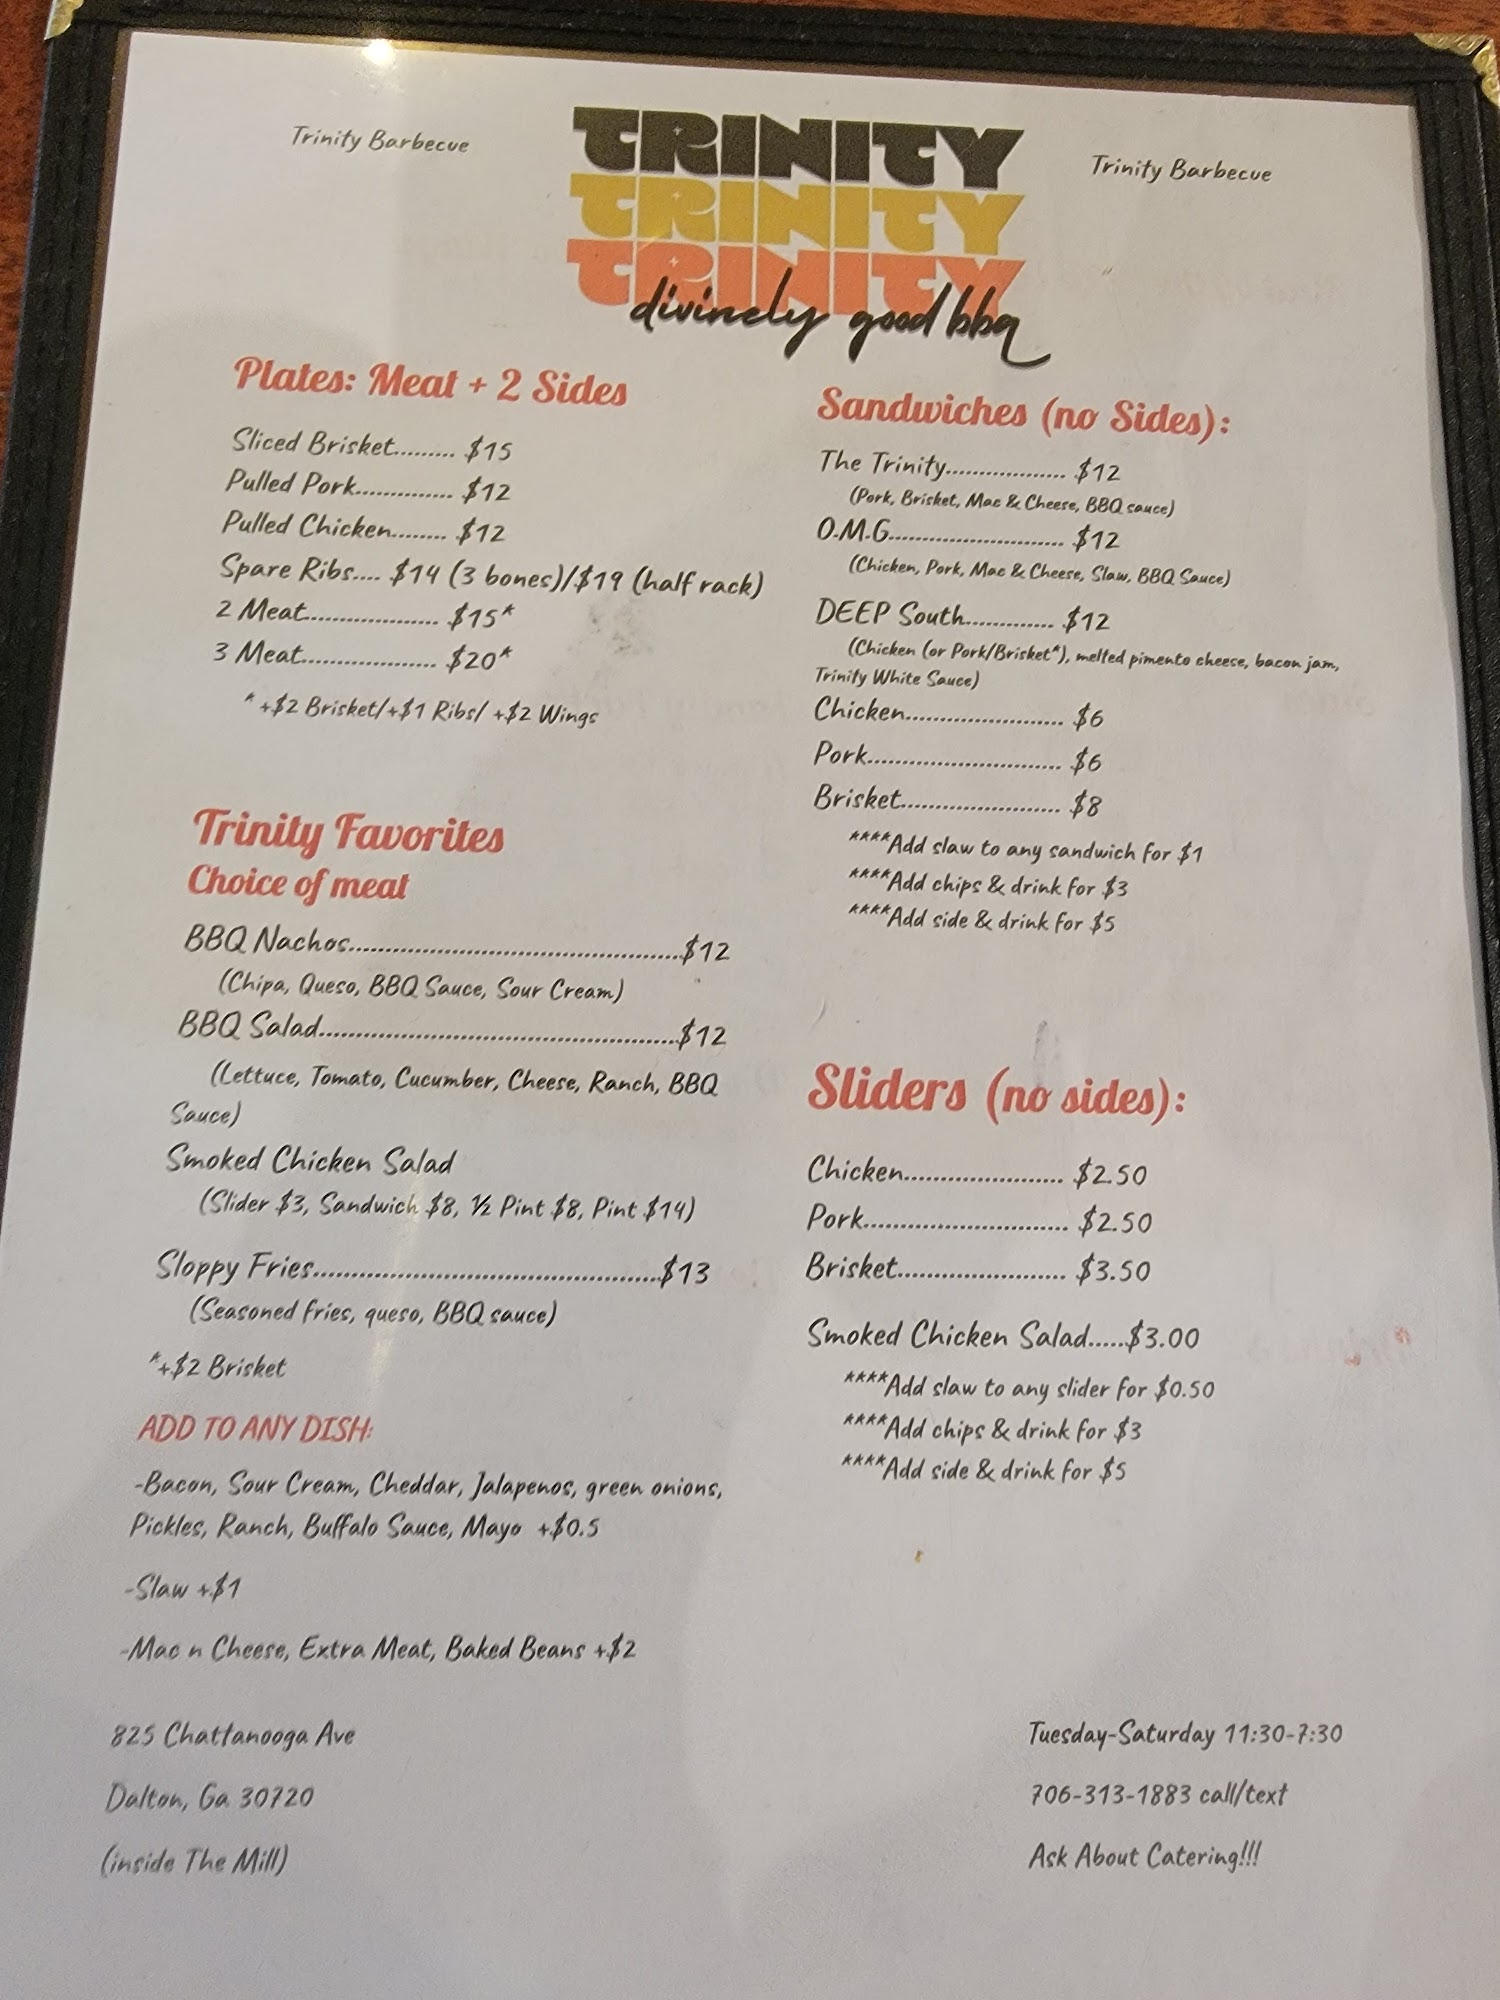 Trinity Barbecue
TRINITY
TRINITY
TRINITY
divinely good bbq
Trinity Barbecue
Plates: Meat + 2 Sides
Sliced Brisket......... $15
Pulled Pork.............. $12
Pulled Chicken........ $12
Spare Ribs.... $14 (3 bones)/$19 (half rack)
2 Meat.................... $15*
3 Meat.................... $20*
* +$2 Brisket/+$1 Ribs/ +$2 Wings
Trinity Favorites
Choice of meat
BBQ Nachos.................................................$12
(Chipa, Queso, BBQ Sauce, Sour Cream)
BBQ Salad.....................................................$12
(Lettuce, Tomato, Cucumber, Cheese, Ranch, BBQ
Sauce)
Smoked Chicken Salad
(Slider $3, Sandwich $8, ½ Pint $8, Pint $14)
Sloppy Fries...................................................$13
(Seasoned fries, queso, BBQ sauce)
*+$2 Brisket
ADD TO ANY DISH:
-Bacon, Sour Cream, Cheddar, Jalapenos, green onions,
Pickles, Ranch, Buffalo Sauce, Mayo +$0.5
-Slaw +$1
-Mac n Cheese, Extra Meat, Baked Beans +$2
825 Chattanooga Ave
Dalton, Ga 30720
(inside The Mill)
Sandwiches (no Sides):
The Trinity................. $12
(Pork, Brisket, Mac & Cheese, BBQ sauce)
O.M.G......................... $12
(Chicken, Pork, Mac & Cheese, Slaw, BBQ Sauce)
DEEP South............. $12
(Chicken (or Pork/Brisket*), melted pimento cheese, bacon jam,
Trinity White Sauce)
Chicken....................... $6
Pork............................ $6
Brisket....................... $8
****Add slaw to any sandwich for $1
****Add chips & drink for $3
****Add side & drink for $5
Sliders (no sides):
Chicken....................... $2.50
Pork............................. $2.50
Brisket........................ $3.50
Smoked Chicken Salad.....$3.00
****Add slaw to any slider for $0.50
****Add chips & drink for $3
****Add side & drink for $5
Tuesday-Saturday 11:30-7:30
706-313-1883 call/text
Ask About Catering!!!